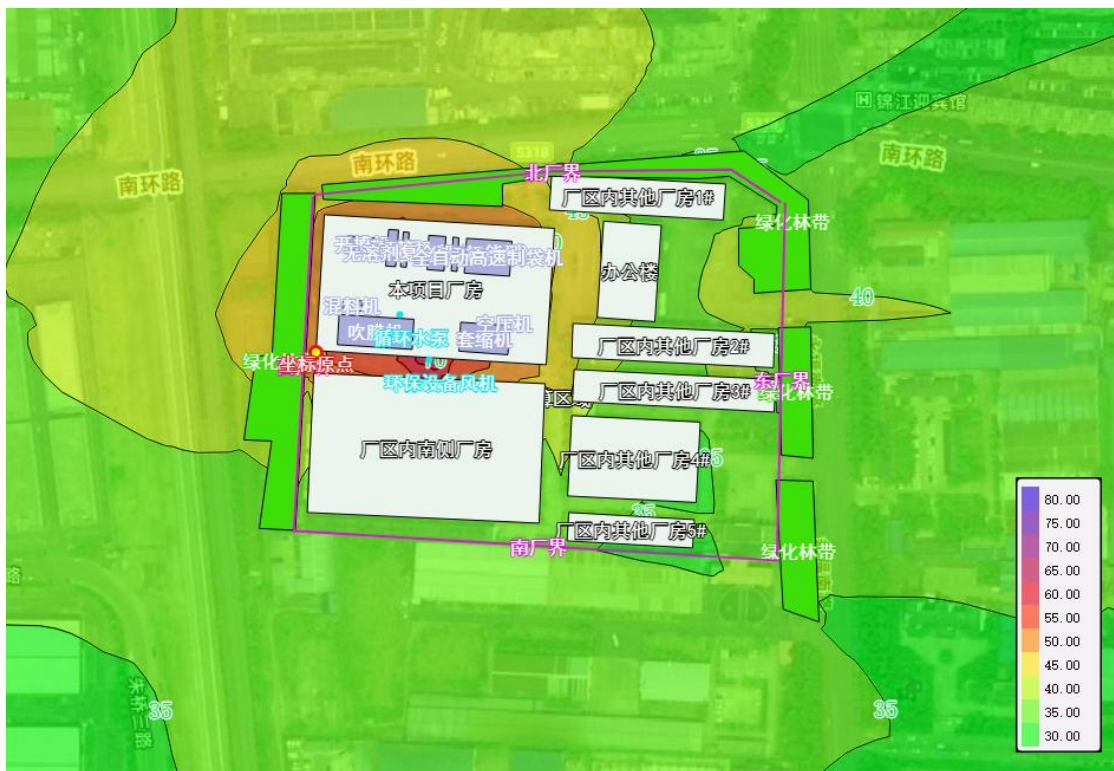 锦江迎宾馆
南环路
S318
南环路
南环路
北厂界
厂区内其他厂房1#
绿化林带
办公楼
全自动高速制袋机
本项目厂房
40
混料机
空压机
吹膜机
循环水泵
套缩机
厂区内其他厂房2#
坐标原点
70
环保设备风机
东厂界
厂区内其他厂房3#
绿化林带
厂区内南侧厂房
厂区内其他厂房4#
35
厂区内其他厂房5#
南厂界
绿化林带
朱桥三路
35
35
80.00
75.00
70.00
65.00
60.00
55.00
50.00
45.00
40.00
35.00
30.00